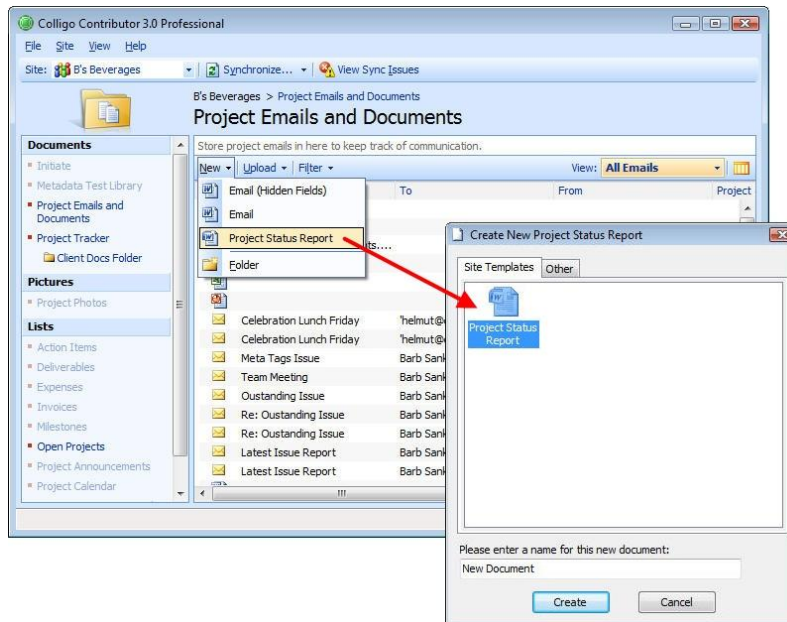 Colligo Contributor 3.0 Professional
File Site View Help
Site: B's Beverages Synchronize... View Sync Issues
B's Beverages > Project Emails and Documents
Project Emails and Documents
Documents
Initiate
Metadata Test Library
Project Emails and
Documents
Project Tracker
Client Docs Folder
Pictures
Project Photos
Lists
Action Items
Deliverables
Expenses
Invoices
Milestones
Open Projects
Project Announcements
Project Calendar
Store project emails in here to keep track of communication.
New Upload Filter View: All Emails
To From Project
Email (Hidden Fields)
Email
Project Status Report
Folder
Celebration Lunch Friday 'helmut@
Celebration Lunch Friday 'helmut@
Meta Tags Issue Barb Sank
Team Meeting Barb Sank
Oustanding Issue Barb Sank
Re: Oustanding Issue Barb Sank
Re: Oustanding Issue Barb Sank
Latest Issue Report Barb Sank
Latest Issue Report Barb Sank
Create New Project Status Report
Site Templates Other
Project Status
Report
Please enter a name for this new document:
New Document
Create Cancel